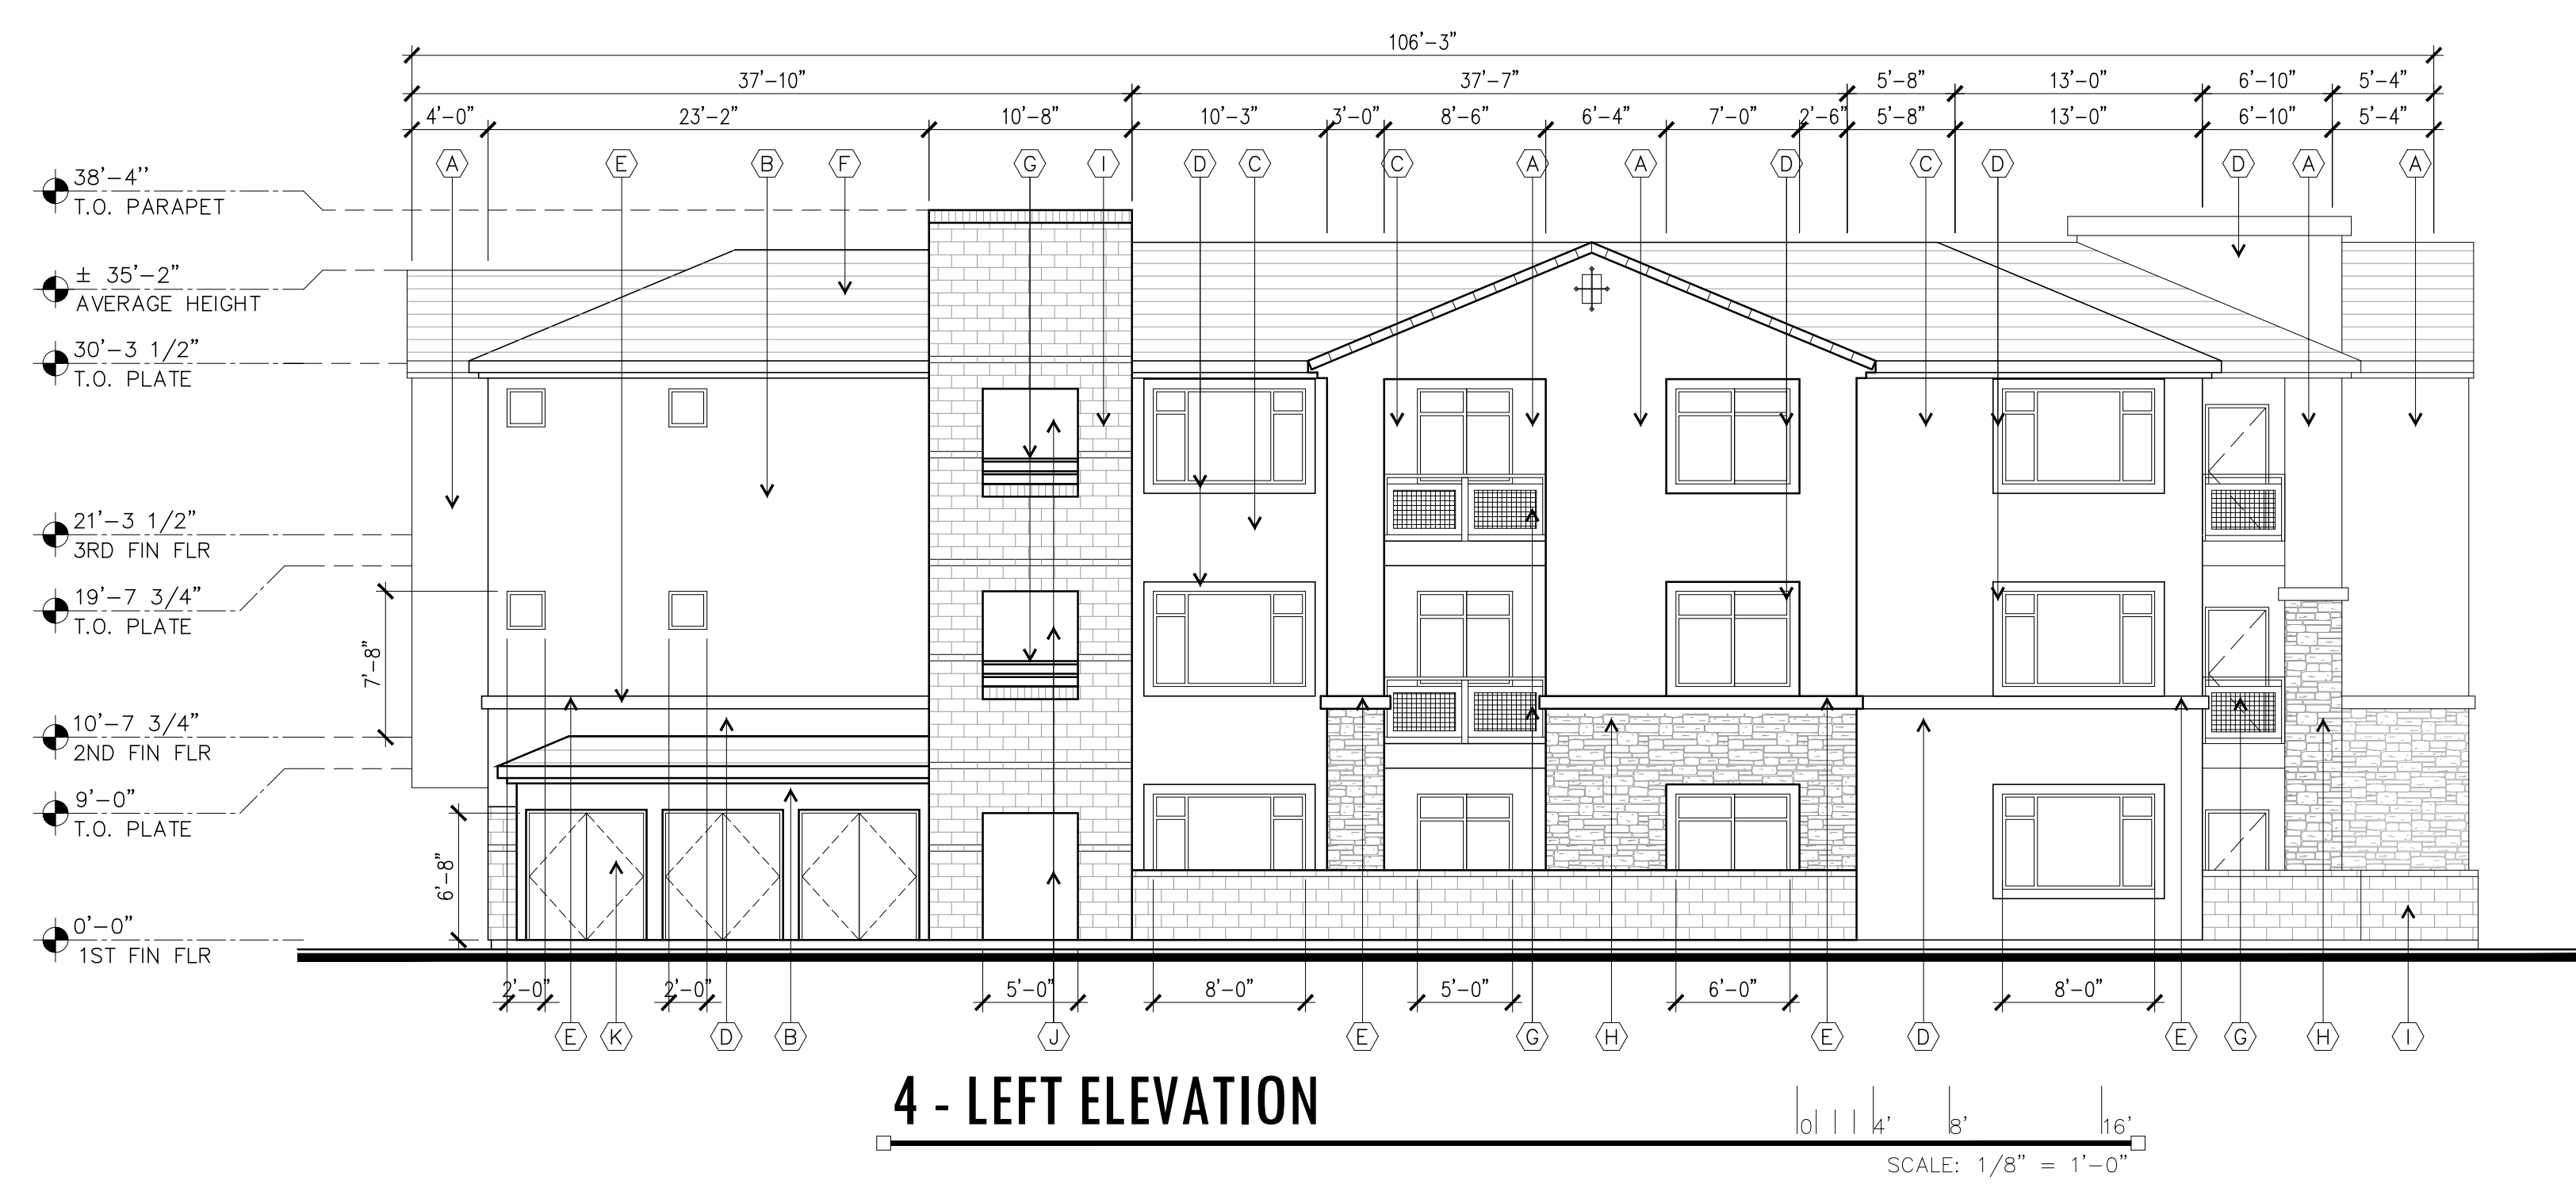 106'-3"
37'-10" 37'-7" 5'-8" 13'-0" 6'-10" 5'-4"
4'-0" 23'-2" 10'-8" 10'-3" 3'-0" 8'-6" 6'-4" 7'-0" 2'-6" 5'-8" 13'-0" 6'-10" 5'-4"
A E B F G I D C C A A D C D D A A
38'-4''
T.O. PARAPET
± 35'-2"
AVERAGE HEIGHT
30'-3 1/2"
T.O. PLATE
21'-3 1/2"
3RD FIN FLR
19'-7 3/4"
T.O. PLATE
7'-8"
10'-7 3/4"
2ND FIN FLR
9'-0"
T.O. PLATE
6'-8"
0'-0"
1ST FIN FLR
2'-0" 2'-0" 5'-0" 8'-0" 5'-0" 6'-0" 8'-0"
E K D B J E G H E D E G H I
4 - LEFT ELEVATION
0 4' 8' 16'
SCALE: 1/8" = 1'-0"